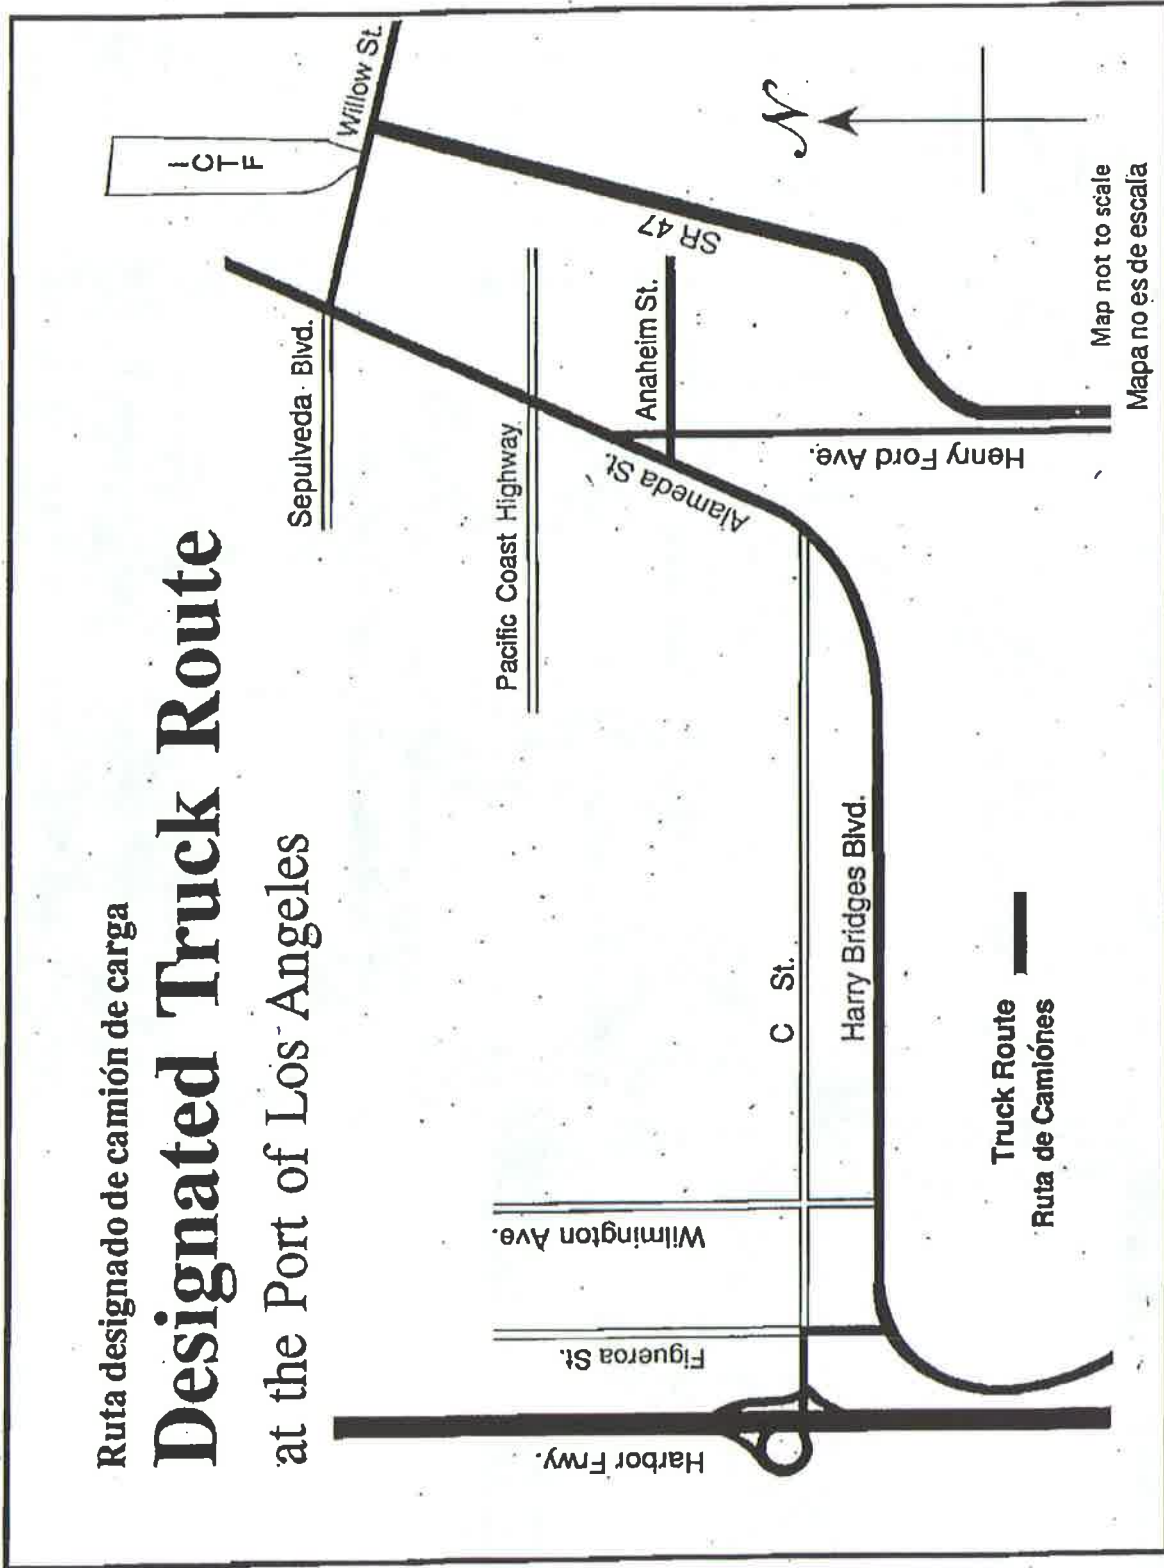 Ruta designado de camión de carga
Designated Truck Route
at the Port of Los Angeles
ICTF
Willow St.
Sepulveda Blvd.
Pacific Coast Highway
SR 47
Anaheim St.
Alameda St.
Henry Ford Ave.
N
Wilmington Ave.
Figueroa St.
Harbor Frwy.
C St.
Harry Bridges Blvd.
Truck Route
Ruta de Camiónes
Map not to scale
Mapa no es de escala